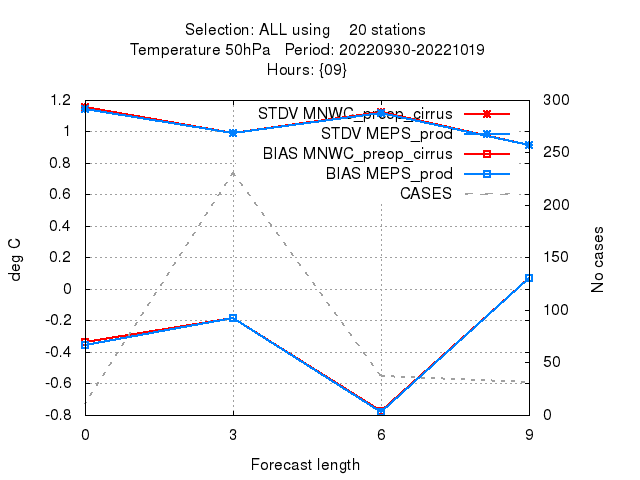 Selection: ALL using 20 stations
Temperature 50hPa Period: 20220930-20221019
Hours: {09}
1.2
1
0.8
0.6
0.4
0.2
0
-0.2
-0.4
-0.6
-0.8
deg C
STDV MNWC_preop_cirrus
STDV MEPS_prod
BIAS MNWC_preop_cirrus
BIAS MEPS_prod
CASES
300
250
200
150
100
50
0
No cases
0 3 6 9
Forecast length